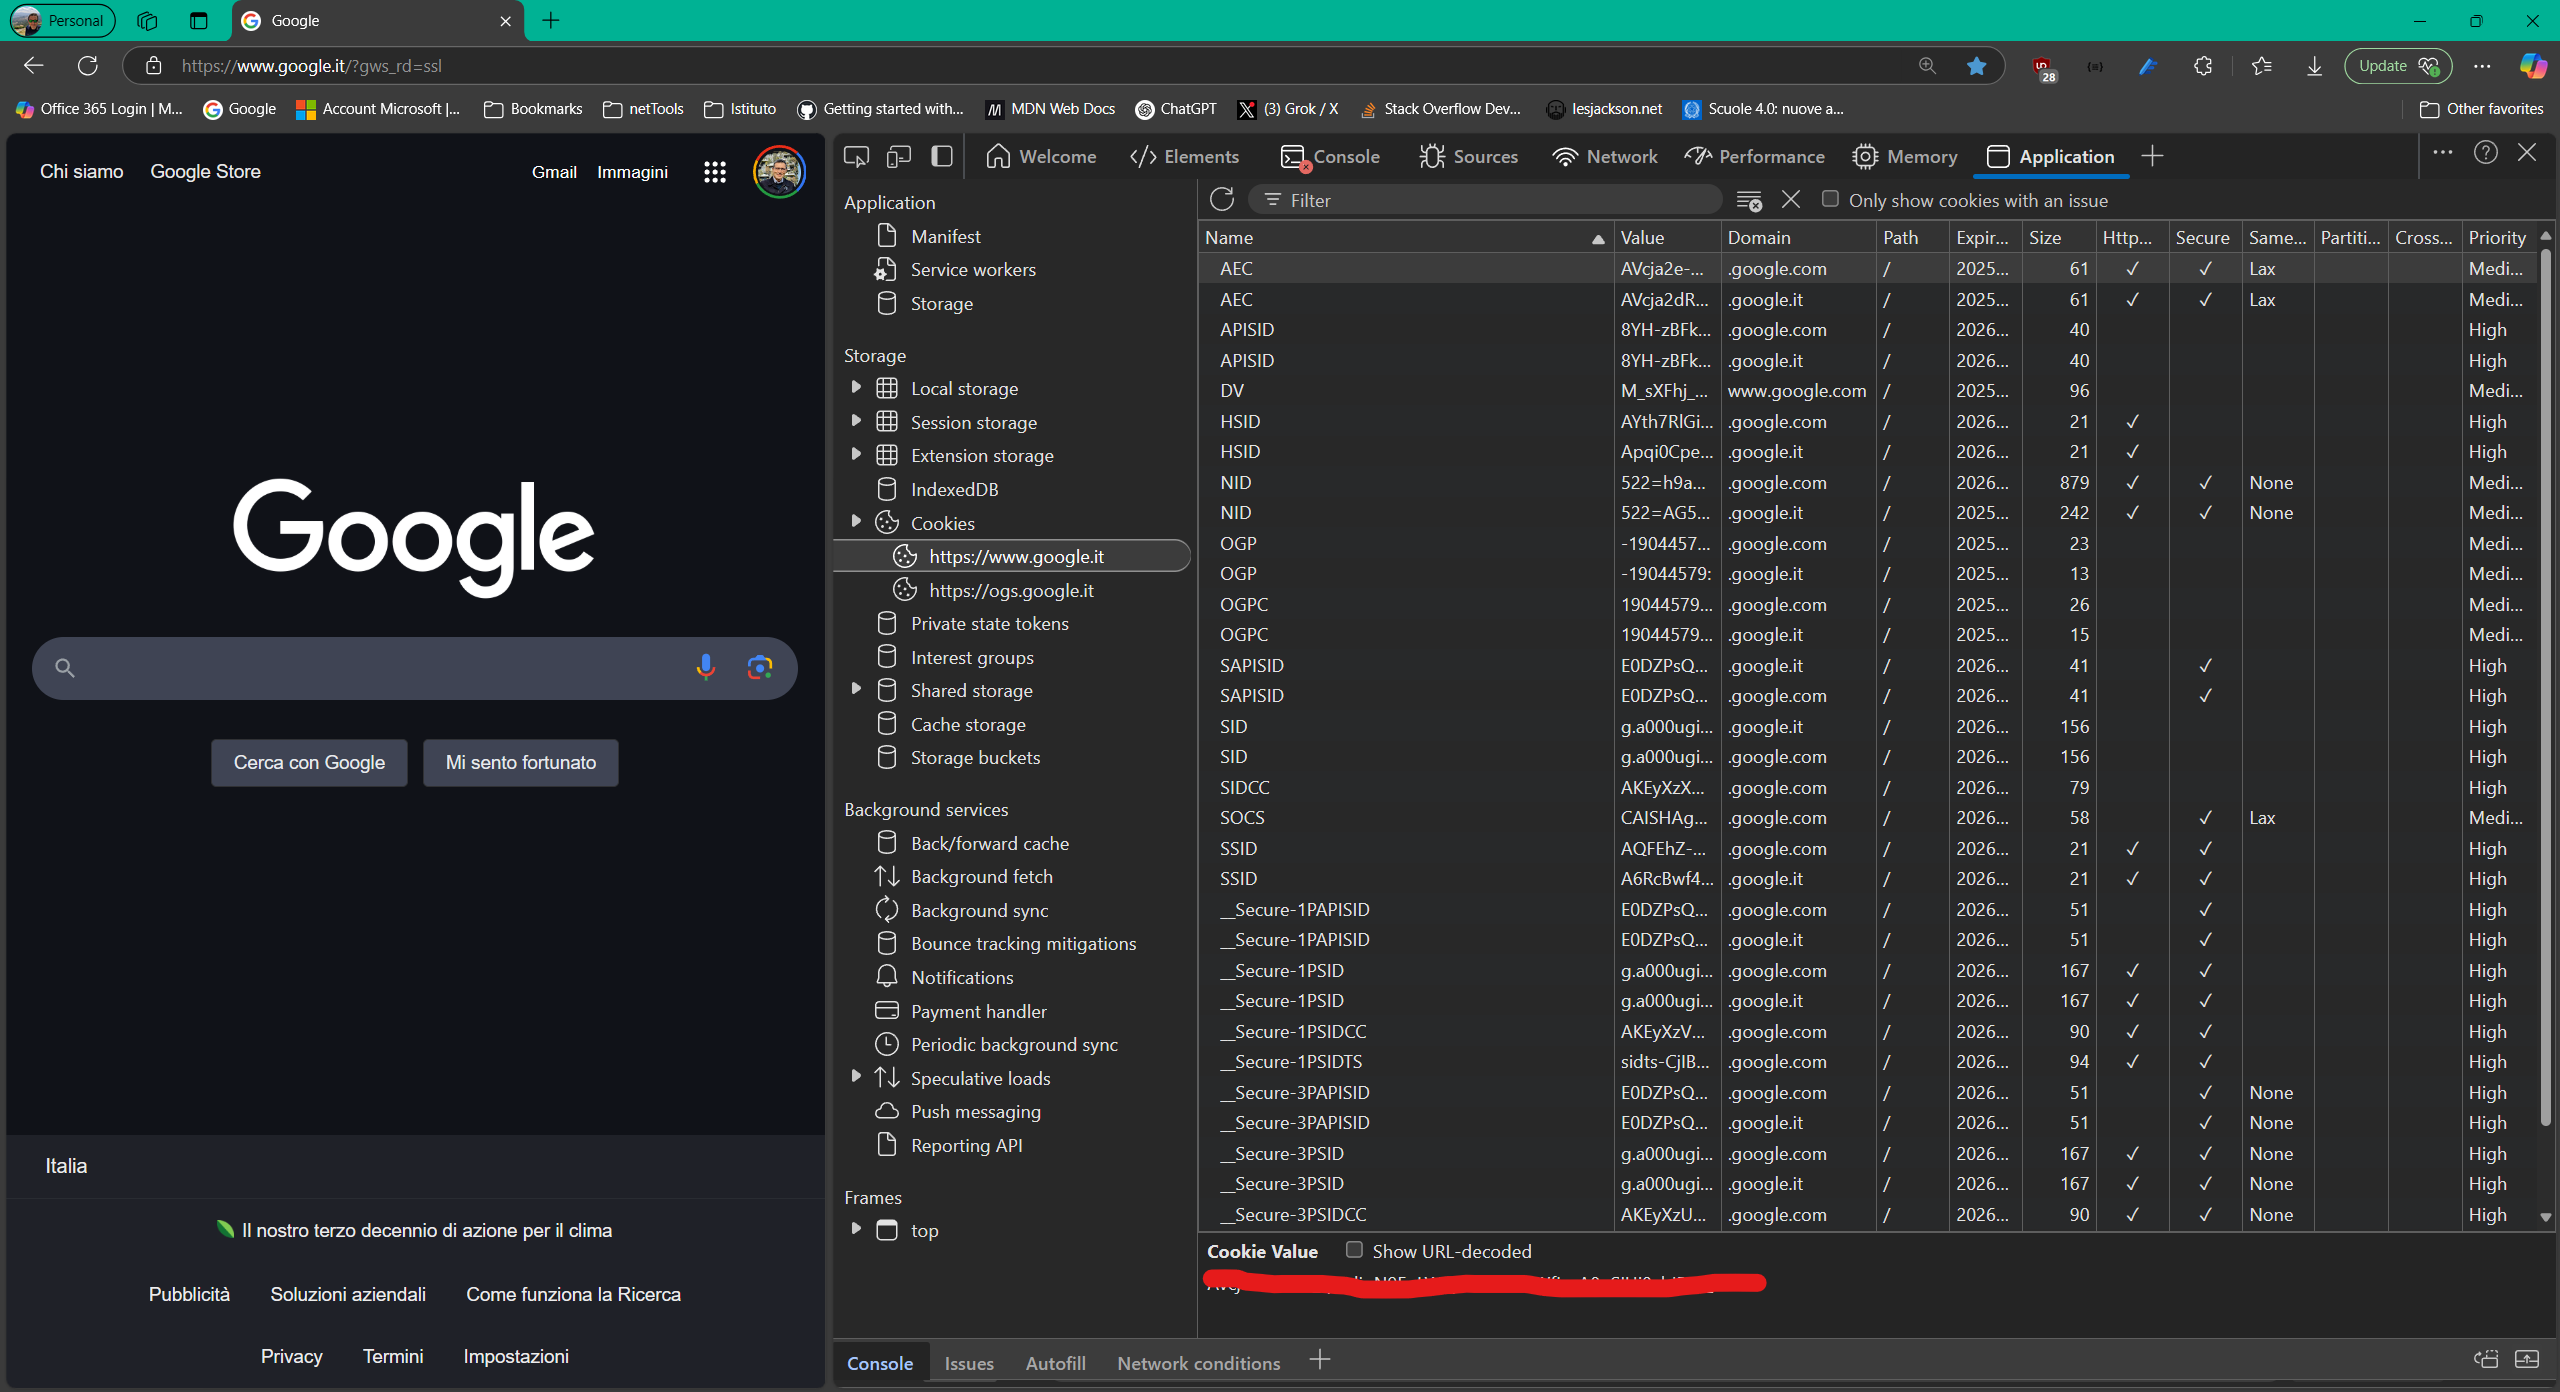 Personal
Google
https://www.google.it/?gws_rd=ssl
28
Update
Office 365 Login | M...
Google
Account Microsoft |...
Bookmarks
netTools
Istituto
Getting started with...
MDN Web Docs
ChatGPT
(3) Grok / X
Stack Overflow Dev...
lesjackson.net
Scuole 4.0: nuove a...
Other favorites
Chi siamo
Google Store
Gmail
Immagini
Google
Cerca con Google
Mi sento fortunato
Italia
Il nostro terzo decennio di azione per il clima
Pubblicità
Soluzioni aziendali
Come funziona la Ricerca
Privacy
Termini
Impostazioni
Welcome
Elements
Console
Sources
Network
Performance
Memory
Application
Application
Manifest
Service workers
Storage
Storage
Local storage
Session storage
Extension storage
IndexedDB
Cookies
https://www.google.it
https://ogs.google.it
Private state tokens
Interest groups
Shared storage
Cache storage
Storage buckets
Background services
Back/forward cache
Background fetch
Background sync
Bounce tracking mitigations
Notifications
Payment handler
Periodic background sync
Speculative loads
Push messaging
Reporting API
Frames
top
Filter
Only show cookies with an issue
Name Value Domain Path Expir... Size Http... Secure Same... Partiti... Cross... Priority
AEC AVcja2e-... .google.com / 2025... 61 ✓ ✓ Lax Medi...
AEC AVcja2dR... .google.it / 2025... 61 ✓ ✓ Lax Medi...
APISID 8YH-zBFk... .google.com / 2026... 40 High
APISID 8YH-zBFk... .google.it / 2026... 40 High
DV M_sXFhj_... www.google.com / 2025... 96 Medi...
HSID AYth7RlGi... .google.com / 2026... 21 ✓ High
HSID Apqi0Cpe... .google.it / 2026... 21 ✓ High
NID 522=h9a... .google.com / 2026... 879 ✓ ✓ None Medi...
NID 522=AG5... .google.it / 2025... 242 ✓ ✓ None Medi...
OGP -1904457... .google.com / 2025... 23 Medi...
OGP -19044579: .google.it / 2025... 13 Medi...
OGPC 19044579... .google.com / 2025... 26 Medi...
OGPC 19044579... .google.it / 2025... 15 Medi...
SAPISID E0DZPsQ... .google.it / 2026... 41 ✓ High
SAPISID E0DZPsQ... .google.com / 2026... 41 ✓ High
SID g.a000ugi... .google.it / 2026... 156 High
SID g.a000ugi... .google.com / 2026... 156 High
SIDCC AKEyXzX... .google.com / 2026... 79 High
SOCS CAISHAg... .google.com / 2026... 58 ✓ Lax Medi...
SSID AQFEhZ-... .google.com / 2026... 21 ✓ ✓ High
SSID A6RcBwf4... .google.it / 2026... 21 ✓ ✓ High
__Secure-1PAPISID E0DZPsQ... .google.com / 2026... 51 ✓ High
__Secure-1PAPISID E0DZPsQ... .google.it / 2026... 51 ✓ High
__Secure-1PSID g.a000ugi... .google.com / 2026... 167 ✓ ✓ High
__Secure-1PSID g.a000ugi... .google.it / 2026... 167 ✓ ✓ High
__Secure-1PSIDCC AKEyXzV... .google.com / 2026... 90 ✓ ✓ High
__Secure-1PSIDTS sidts-CjIB... .google.com / 2026... 94 ✓ ✓ High
__Secure-3PAPISID E0DZPsQ... .google.com / 2026... 51 ✓ None High
__Secure-3PAPISID E0DZPsQ... .google.it / 2026... 51 ✓ None High
__Secure-3PSID g.a000ugi... .google.com / 2026... 167 ✓ ✓ None High
__Secure-3PSID g.a000ugi... .google.it / 2026... 167 ✓ ✓ None High
__Secure-3PSIDCC AKEyXzU... .google.com / 2026... 90 ✓ ✓ None High
Cookie Value
Show URL-decoded
Console
Issues
Autofill
Network conditions